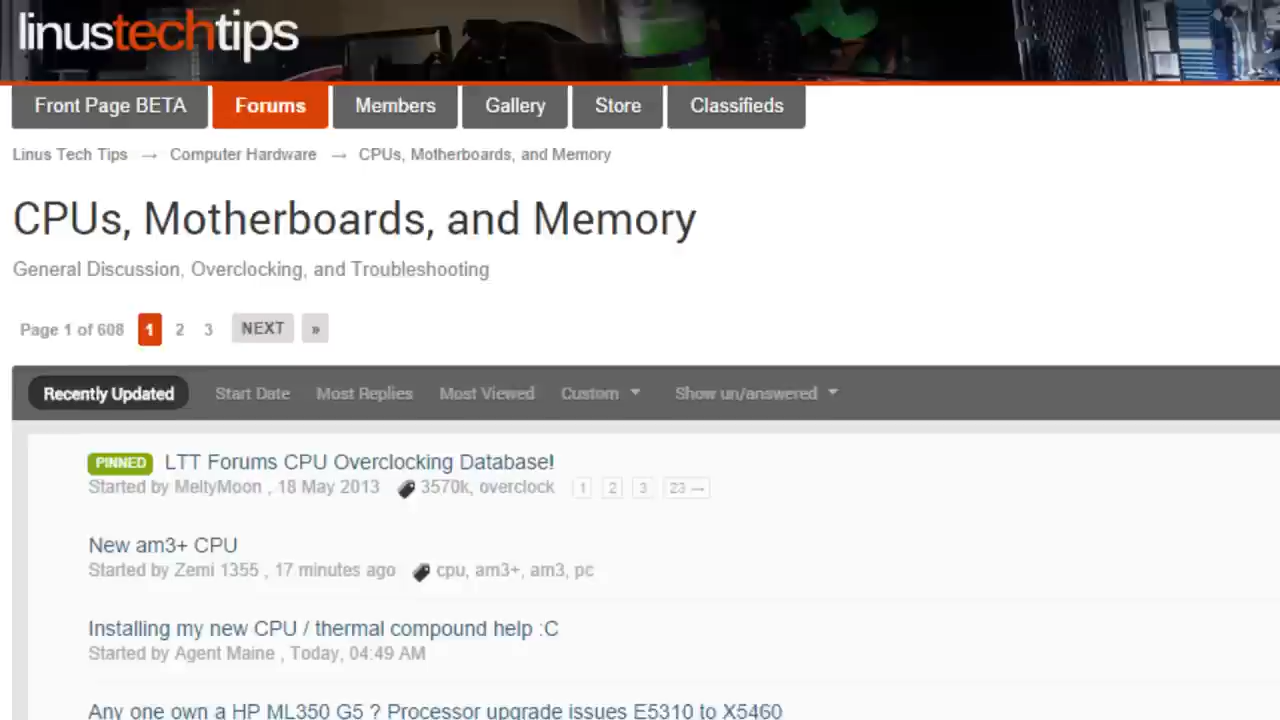 linustechtips
Front Page BETA Forums Members Gallery Store Classifieds
Linus Tech Tips → Computer Hardware → CPUs, Motherboards, and Memory
CPUs, Motherboards, and Memory
General Discussion, Overclocking, and Troubleshooting
Page 1 of 608 1 2 3 NEXT »
Recently Updated Start Date Most Replies Most Viewed Custom Show un/answered
PINNED LTT Forums CPU Overclocking Database!
Started by MeltyMoon , 18 May 2013 3570k, overclock 1 2 3 23 →
New am3+ CPU
Started by Zemi 1355 , 17 minutes ago cpu, am3+, am3, pc
Installing my new CPU / thermal compound help :C
Started by Agent Maine , Today, 04:49 AM
Any one own a HP ML350 G5 ? Processor upgrade issues E5310 to X5460